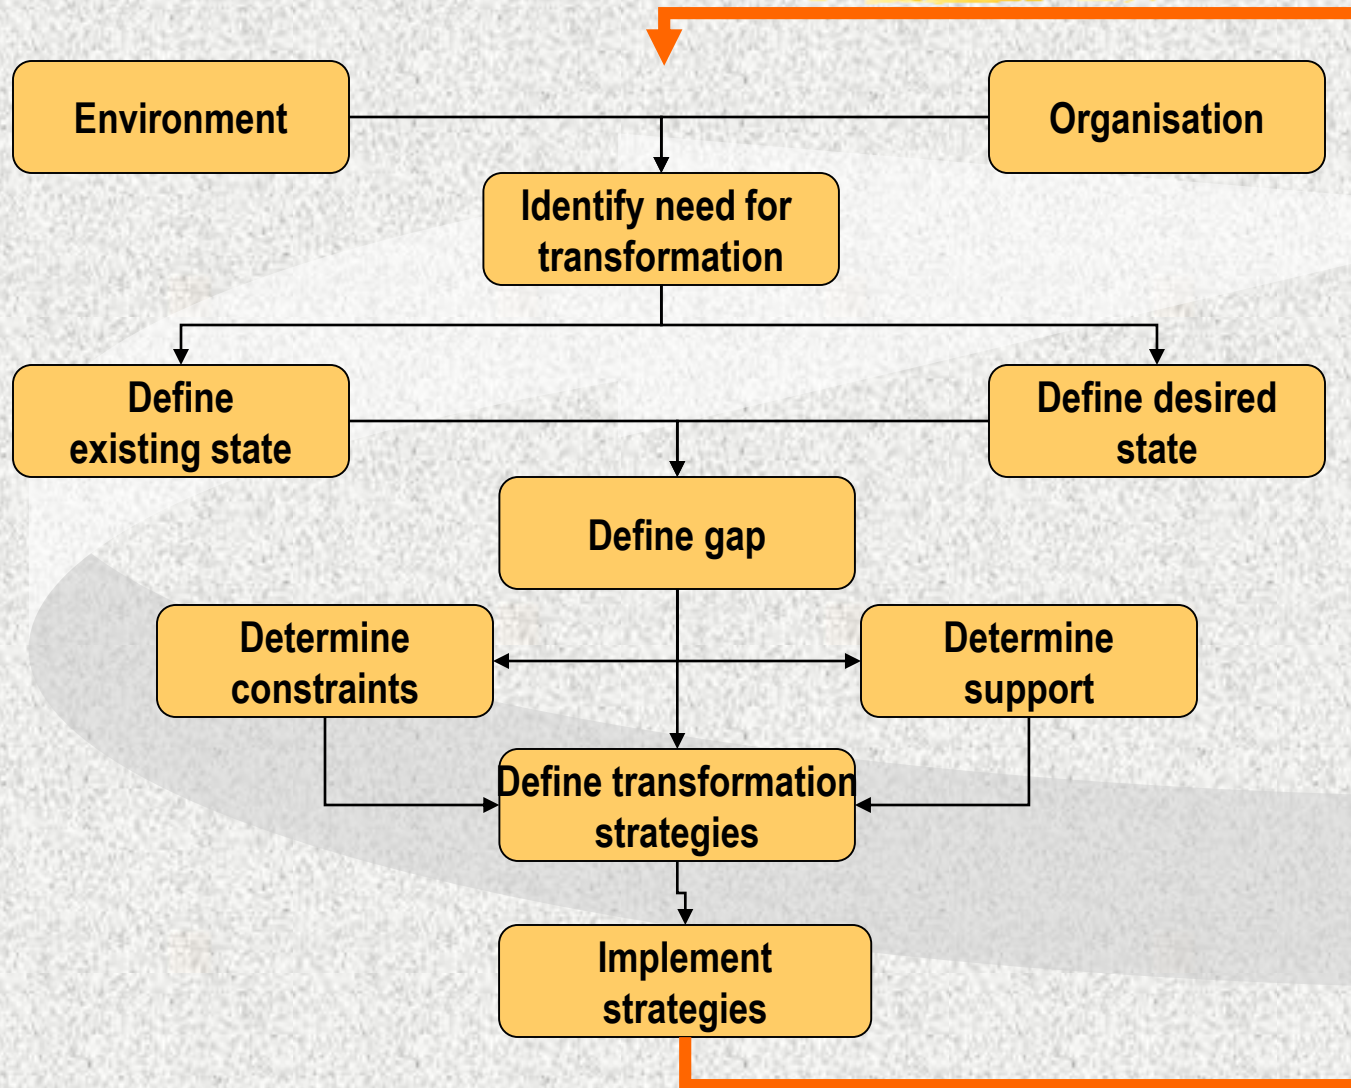 Environment
Organisation
Identify need for
transformation
Define
existing state
Define desired
state
Define gap
Determine
constraints
Determine
support
Define transformation
strategies
Implement
strategies